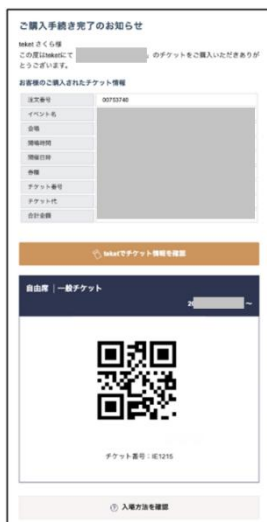 ご購入手続き完了のお知らせ
teket さくら様
この度はteketにて　　　　　のチケットをご購入いただきありが
とうございます。
お客様のご購入されたチケット情報
注文番号 00753746
イベント名
会場
開場時間
開催日時
券種
チケット番号
チケット代
合計金額
teketでチケット情報を確認
自由席｜一般チケット
チケット番号：IE1215
入場方法を確認